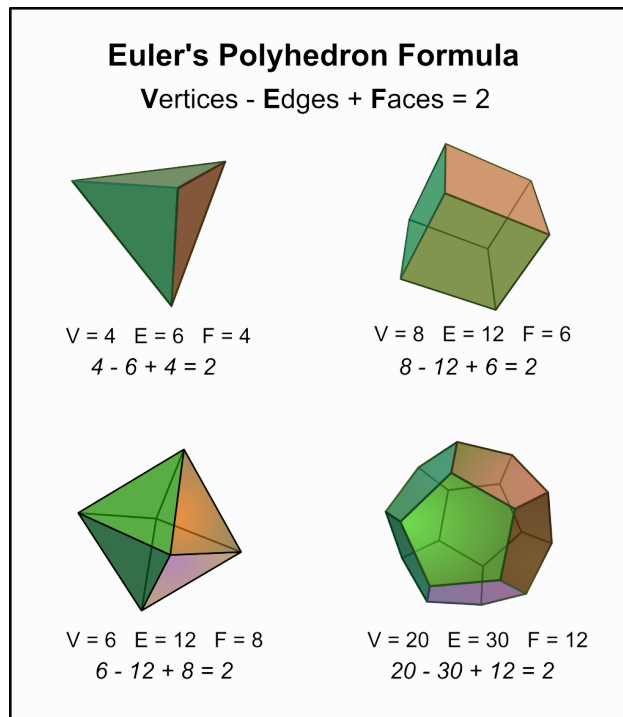 Euler's Polyhedron Formula
Vertices - Edges + Faces = 2
V = 4 E = 6 F = 4
4 - 6 + 4 = 2
V = 8 E = 12 F = 6
8 - 12 + 6 = 2
V = 6 E = 12 F = 8
6 - 12 + 8 = 2
V = 20 E = 30 F = 12
20 - 30 + 12 = 2